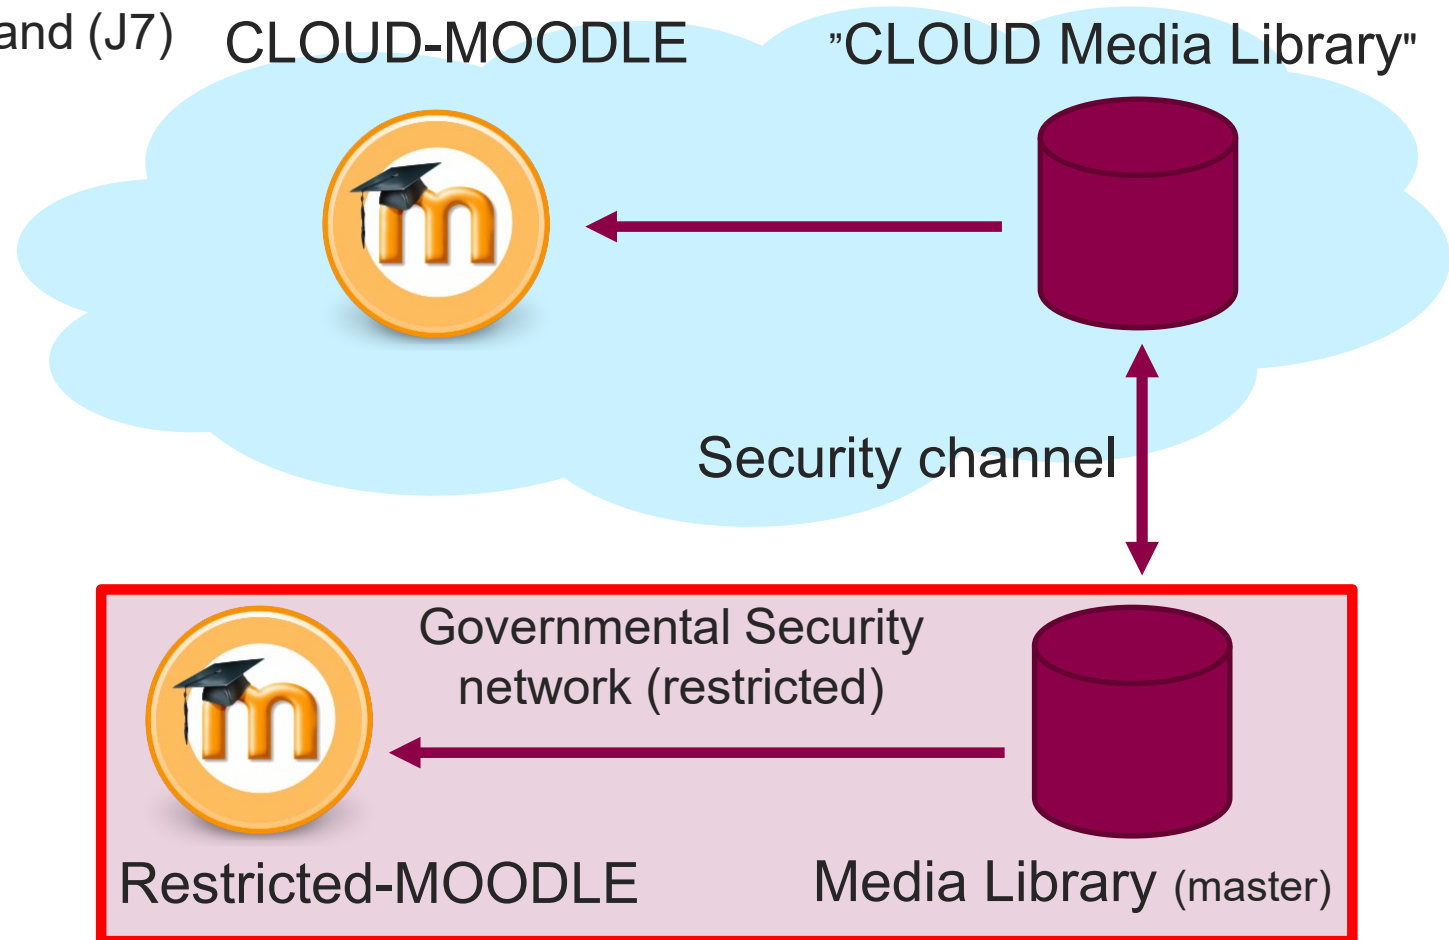 and (J7)
CLOUD-MOODLE
”CLOUD Media Library"
m
Security channel
Governmental Security
network (restricted)
m
Restricted-MOODLE
Media Library (master)